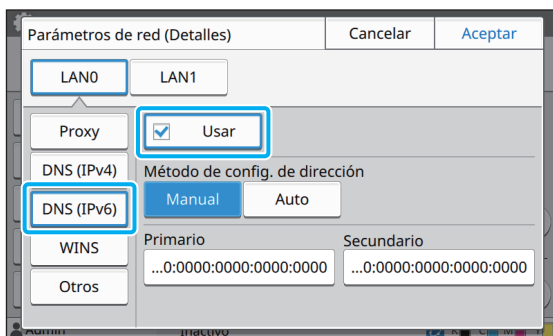 Parámetros de red (Detalles)
Cancelar
Aceptar
LAN0
LAN1
Proxy
Usar
DNS (IPv4)
Método de config. de dirección
DNS (IPv6)
Manual
Auto
WINS
Primario
Secundario
...0:0000:0000:0000:0000
...0:0000:0000:0000:0000
Otros
Admin
Inactivo